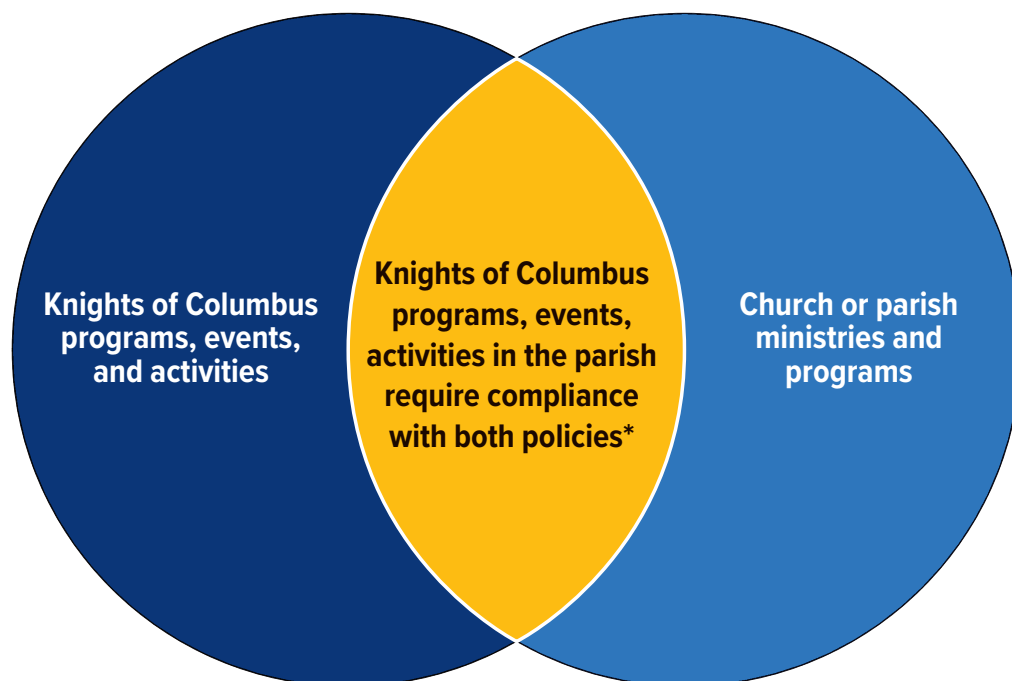 Knights of Columbus
programs, events,
and activities
Knights of Columbus
programs, events,
activities in the parish
require compliance
with both policies*
Church or parish
ministries and
programs